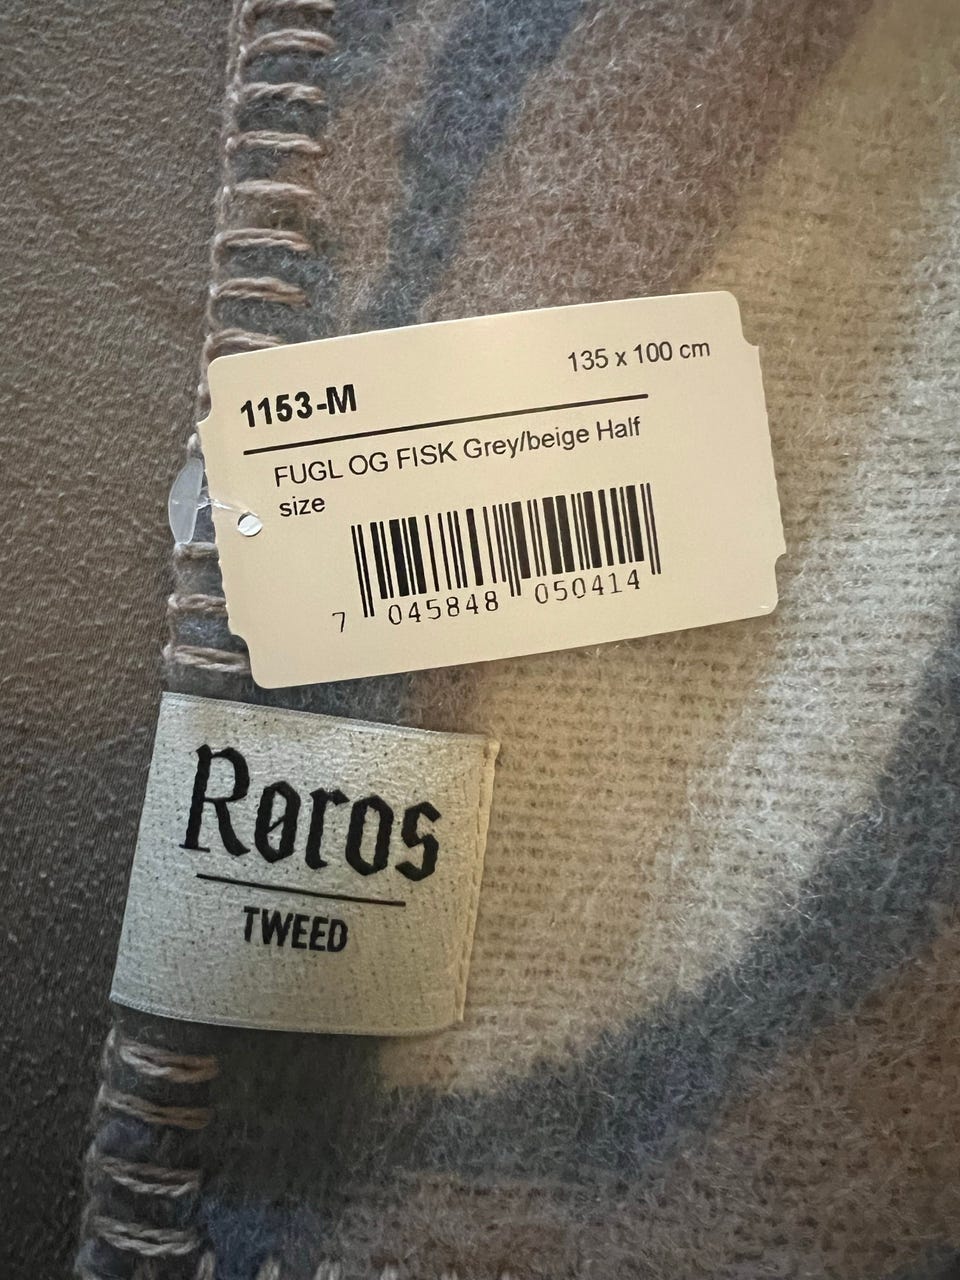 135 x 100 cm
1153-M
FUGL OG FISK Grey/beige Half
size
7 045848 050414
Røros
TWEED